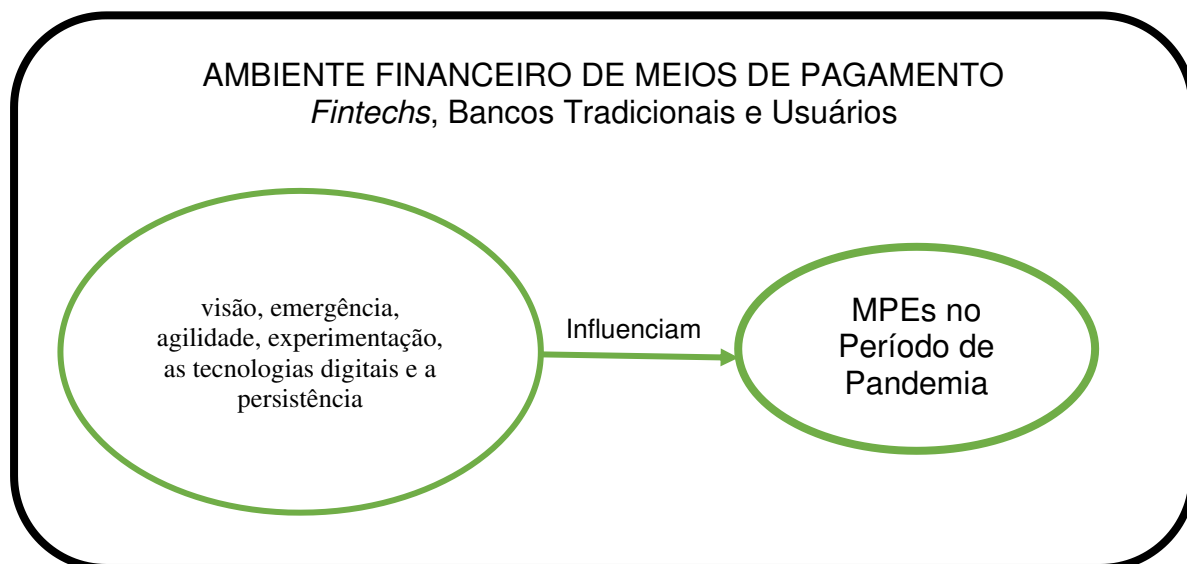 AMBIENTE FINANCEIRO DE MEIOS DE PAGAMENTO
Fintechs, Bancos Tradicionais e Usuários
visão, emergência,
agilidade, experimentação,
as tecnologias digitais e a
persistência
Influenciam
MPEs no
Período de
Pandemia